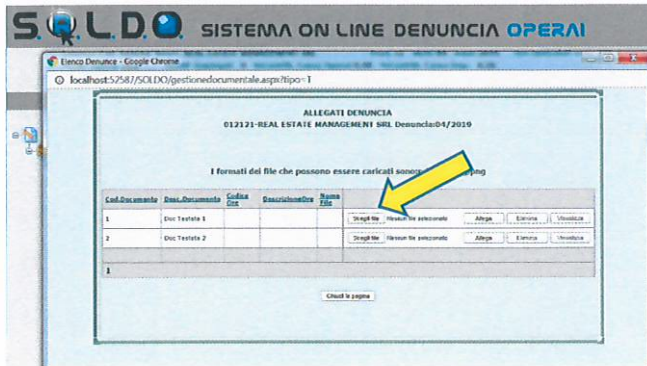 S.O.L.D.O. SISTEMA ON LINE DENUNCIA OPERAI
Elenco Denunce - Google Chrome
localhost:52587/SOLDO/gestionedocumentale.aspx?tipo=1
ALLEGATI DENUNCIA
012121-REAL ESTATE MANAGEMENT SRL Denuncia:04/2019
I formati dei file che possono essere caricati sono png
Cod.Documento Desc.Documento Codice Ore DescrizioneOre Nome File
1 Doc Testata 1 Scegli file Nessun file selezionato Allega Elimina Visualizza
2 Doc Testata 2 Scegli file Nessun file selezionato Allega Elimina Visualizza
1
Chiudi la pagina